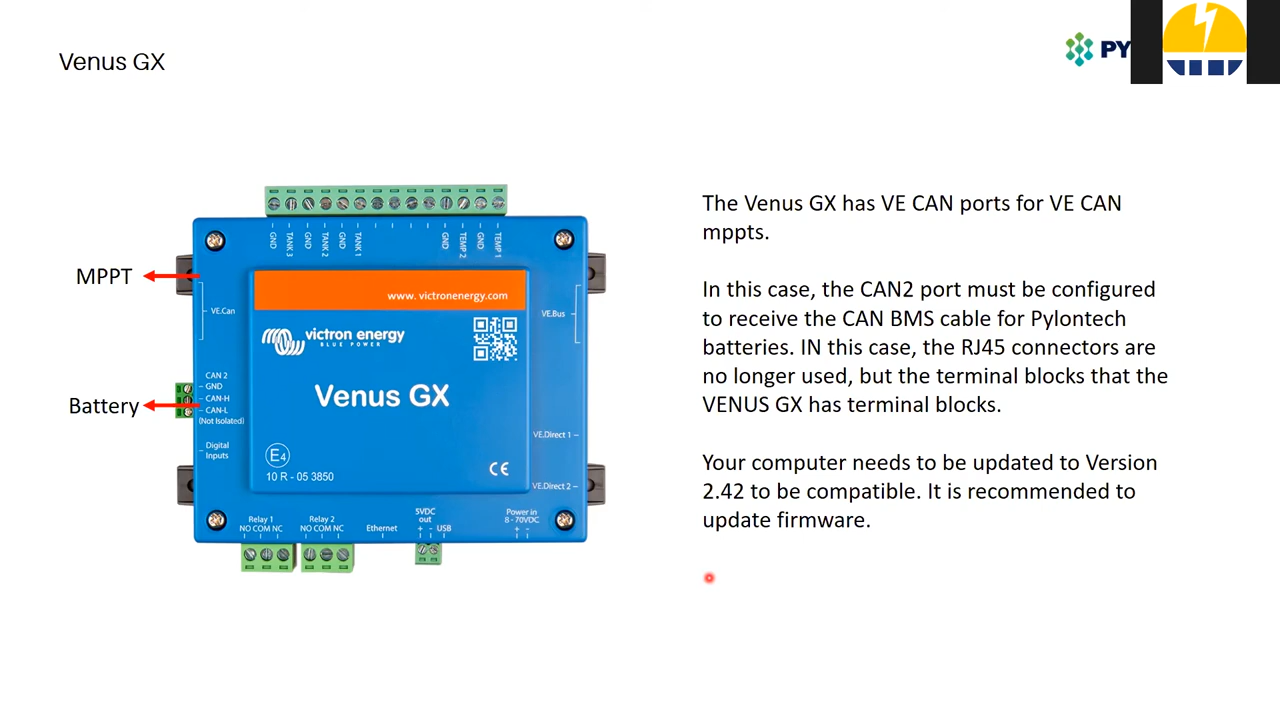 Venus GX
PY
GND
TANK 3
GND
TANK 2
GND
TANK 1
GND
TEMP 2
GND
TEMP 1
MPPT
www. victronenergy.com
VE.Can
VE.Bus
victron energy
BLUE POWER
CAN 2
GND
CAN-H
Venus GX
Battery
CAN-L
(Not Isolated)
VE.Direct 1
Digital
Inputs
E4
10 R - 05 3850
CE
VE.Direct 2
Relay 1
NO COM NC
Relay 2
NO COM NC
Ethernet
5VDC
out
+ - USB
Power in
8 - 70VDC
+ -
The Venus GX has VE CAN ports for VE CAN
mppts.
In this case, the CAN2 port must be configured
to receive the CAN BMS cable for Pylontech
batteries. IN this case, the RJ45 connectors are
no longer used, but the terminal blocks that the
VENUS GX has terminal blocks.
Your computer needs to be updated to Version
2.42 to be compatible. It is recommended to
update firmware.